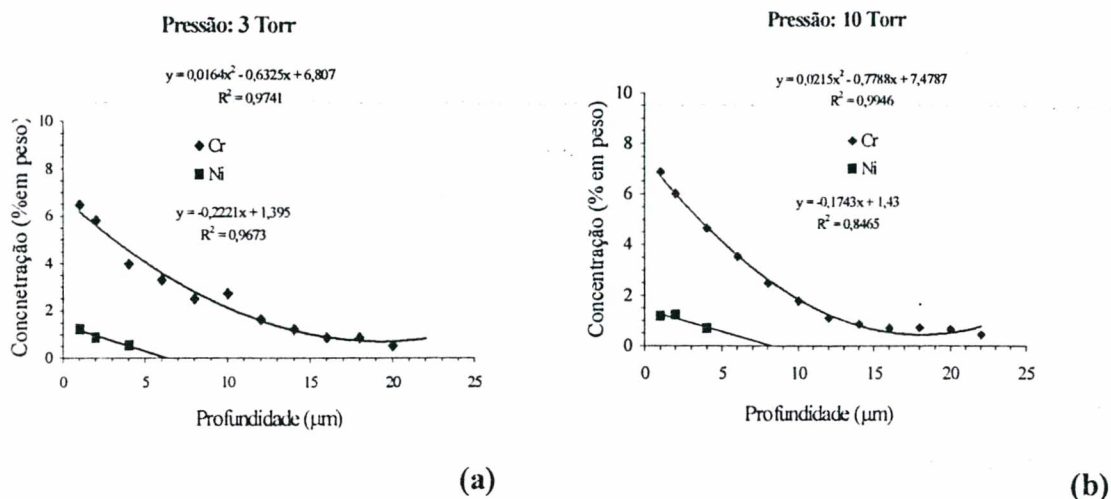 Pressão: 3 Torr
y = 0,0164x² - 0,6325x + 6,807
R² = 0,9741
Concnetração (%em peso)
10
8
6
4
2
0
Cr
Ni
y = -0,2221x + 1,395
R² = 0,9673
0 5 10 15 20 25
Profundidade (µm)
(a)
Pressão: 10 Torr
y = 0,0215x² - 0,7788x + 7,4787
R² = 0,9946
Concentração (% em peso)
10
8
6
4
2
0
Cr
Ni
y = -0,1743x + 1,43
R² = 0,8465
0 5 10 15 20 25
Profundidade (µm)
(b)